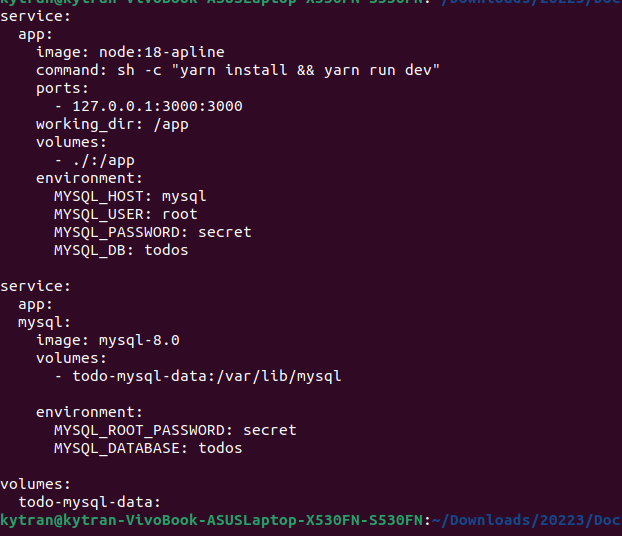 kytran@kytran-VivoBook-ASUSLaptop-X530FN-S530FN:~/Downloads/20223/Doc
service:
  app:
    image: node:18-apline
    command: sh -c "yarn install && yarn run dev"
    ports:
      - 127.0.0.1:3000:3000
    working_dir: /app
    volumes:
      - ./:/app
    environment:
      MYSQL_HOST: mysql
      MYSQL_USER: root
      MYSQL_PASSWORD: secret
      MYSQL_DB: todos

service:
  app:
  mysql:
    image: mysql-8.0
    volumes:
      - todo-mysql-data:/var/lib/mysql

    environment:
      MYSQL_ROOT_PASSWORD: secret
      MYSQL_DATABASE: todos

volumes:
  todo-mysql-data:
kytran@kytran-VivoBook-ASUSLaptop-X530FN-S530FN:~/Downloads/20223/Doc